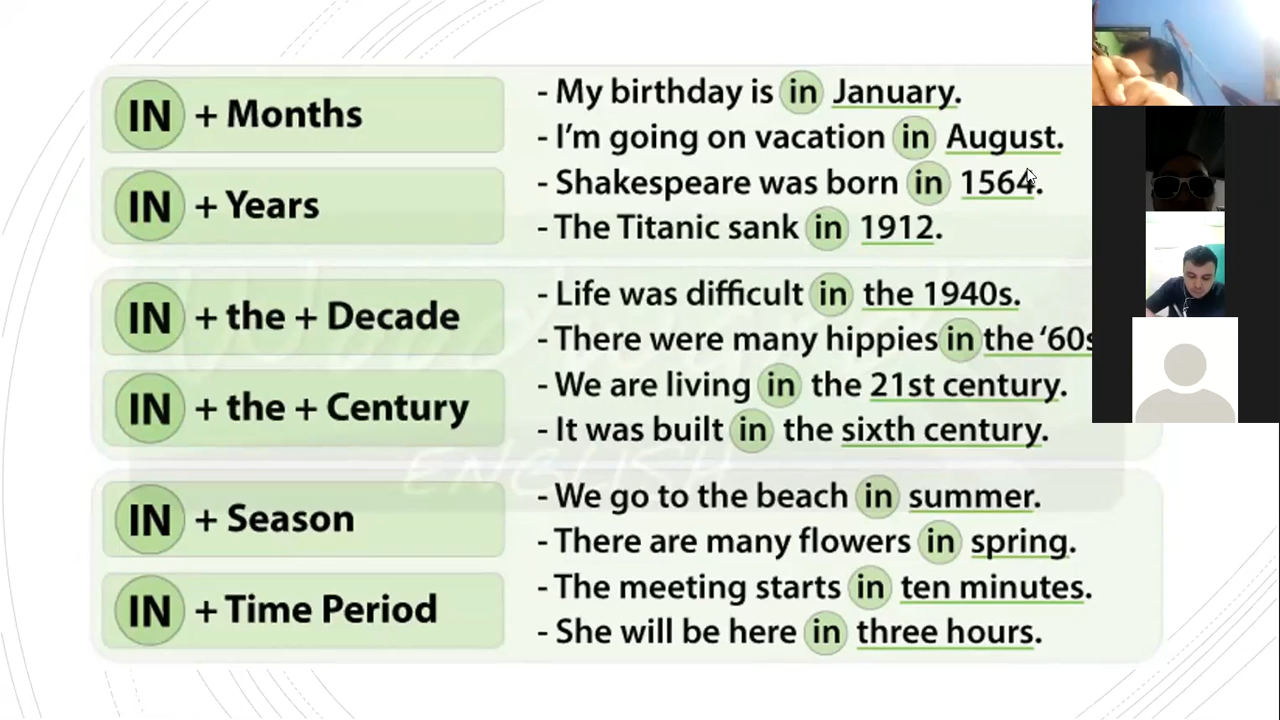 IN + Months
- My birthday is in January.
- I'm going on vacation in August.
IN + Years
- Shakespeare was born in 1564.
- The Titanic sank in 1912.
IN + the + Decade
- Life was difficult in the 1940s.
- There were many hippies in the '60s
IN + the + Century
- We are living in the 21st century.
- It was built in the sixth century.
ENGLISH
IN + Season
- We go to the beach in summer.
- There are many flowers in spring.
IN + Time Period
- The meeting starts in ten minutes.
- She will be here in three hours.